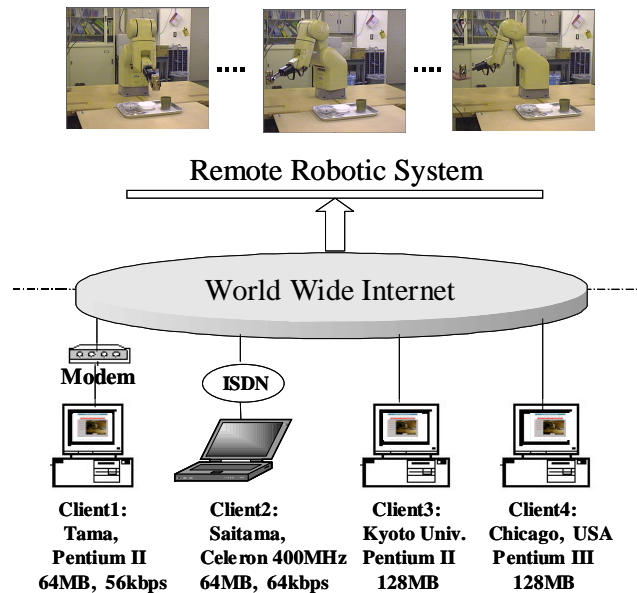 Remote Robotic System
World Wide Internet
Modem
ISDN
Client1:
Tama,
Pentium II
64MB, 56kbps
Client2:
Saitama,
Celeron 400MHz
64MB, 64kbps
Client3:
Kyoto Univ.
Pentium II
128MB
Client4:
Chicago, USA
Pentium III
128MB